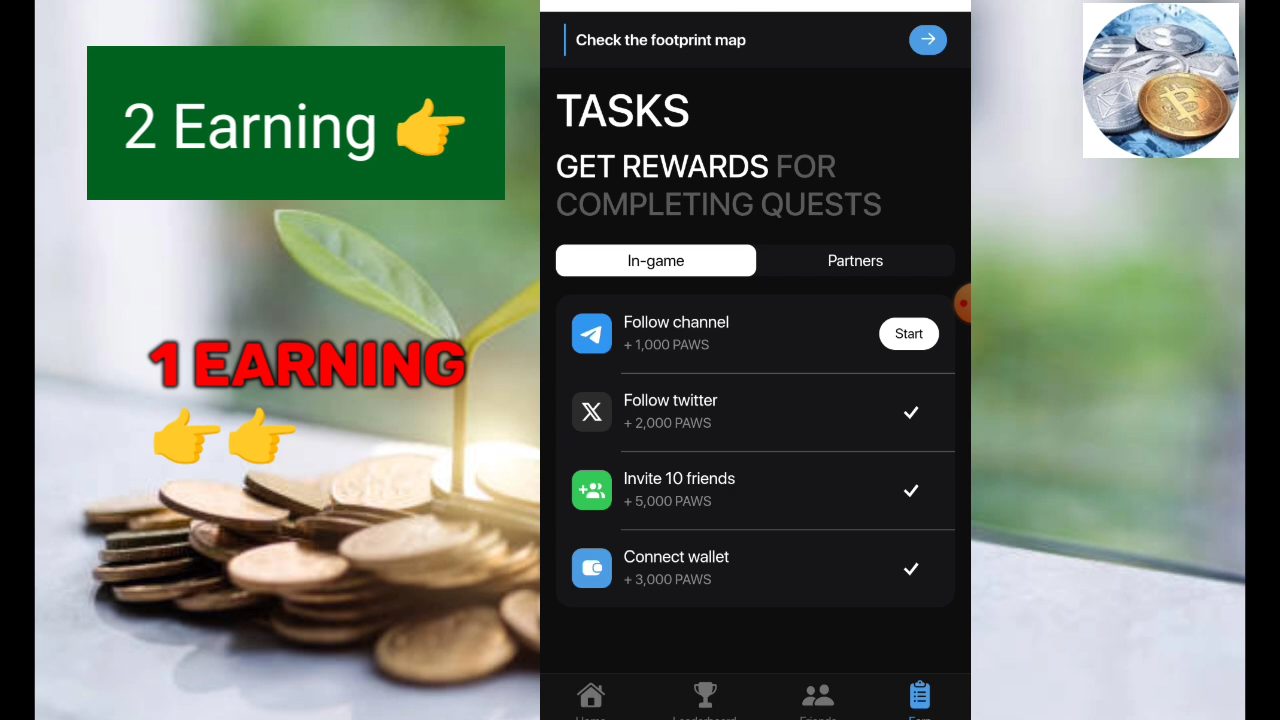 2 Earning 👉
1 EARNING
👉👉
Check the footprint map
TASKS
GET REWARDS FOR
COMPLETING QUESTS
In-game
Partners
Follow channel
+ 1,000 PAWS
Start
Follow twitter
+ 2,000 PAWS
Invite 10 friends
+ 5,000 PAWS
Connect wallet
+ 3,000 PAWS